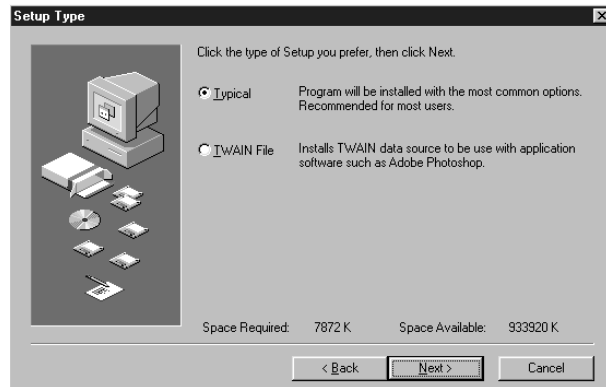 Setup Type
Click the type of Setup you prefer, then click Next.
Typical
Program will be installed with the most common options.
Recommended for most users.
TWAIN File
Installs TWAIN data source to be use with application
software such as Adobe Photoshop.
Space Required: 7872 K Space Available: 933920 K
< Back Next > Cancel